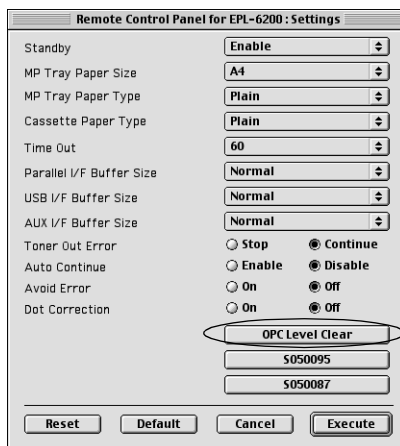 Remote Control Panel for EPL-6200 : Settings
Standby Enable
MP Tray Paper Size A4
MP Tray Paper Type Plain
Cassette Paper Type Plain
Time Out 60
Parallel I/F Buffer Size Normal
USB I/F Buffer Size Normal
AUX I/F Buffer Size Normal
Toner Out Error Stop Continue
Auto Continue Enable Disable
Avoid Error On Off
Dot Correction On Off
OPC Level Clear
S050095
S050087
Reset Default Cancel Execute